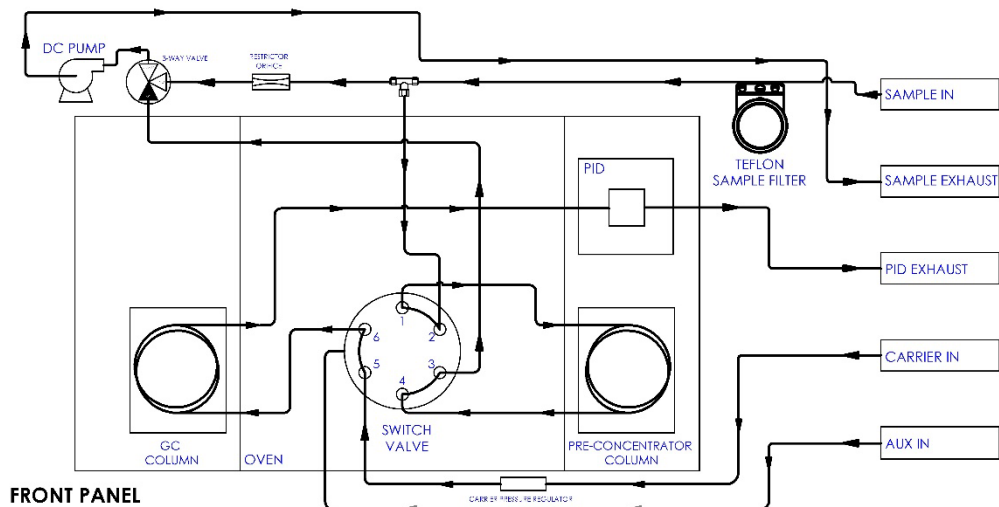 DC PUMP
3-WAY VALVE
RESTRICTOR
ORIFICE
SAMPLE IN
TEFLON
SAMPLE FILTER
SAMPLE EXHAUST
PID
PID EXHAUST
1
2
3
4
5
6
CARRIER IN
SWITCH
VALVE
GC
COLUMN
OVEN
PRE-CONCENTRATOR
COLUMN
AUX IN
CARRIER PRESSURE REGULATOR
FRONT PANEL